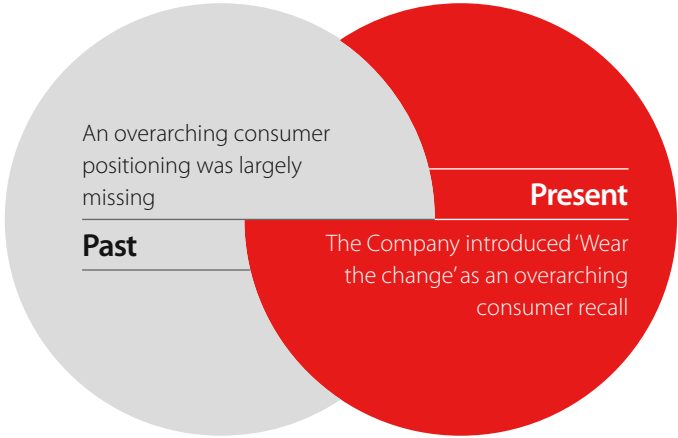 An overarching consumer
positioning was largely
missing
Past
Present
The Company introduced ‘Wear
the change’ as an overarching
consumer recall